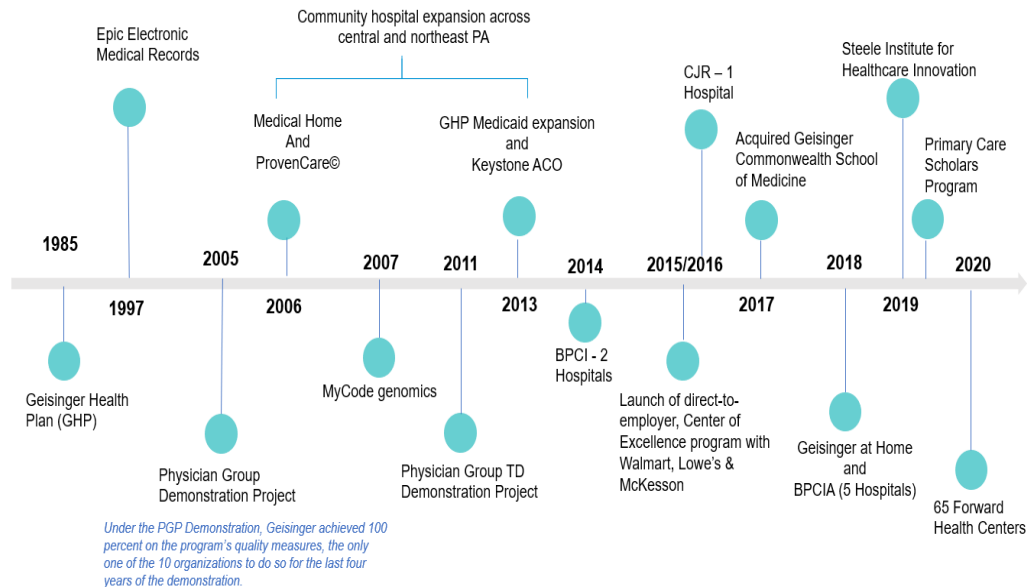 Community hospital expansion across
central and northeast PA
Epic Electronic
Medical Records
Medical Home
And
ProvenCare©
GHP Medicaid expansion
and
Keystone ACO
CJR – 1
Hospital
Acquired Geisinger
Commonwealth School
of Medicine
Steele Institute for
Healthcare Innovation
Primary Care
Scholars
Program
1985
1997
2005
2006
2007
2011
2013
2014
2015/2016
2017
2018
2019
2020
Geisinger Health
Plan (GHP)
Physician Group
Demonstration Project
Under the PGP Demonstration, Geisinger achieved 100
percent on the program's quality measures, the only
one of the 10 organizations to do so for the last four
years of the demonstration.
MyCode genomics
Physician Group TD
Demonstration Project
BPCI - 2
Hospitals
Launch of direct-to-
employer, Center of
Excellence program with
Walmart, Lowe's &
McKesson
Geisinger at Home
and
BPCIA (5 Hospitals)
65 Forward
Health Centers